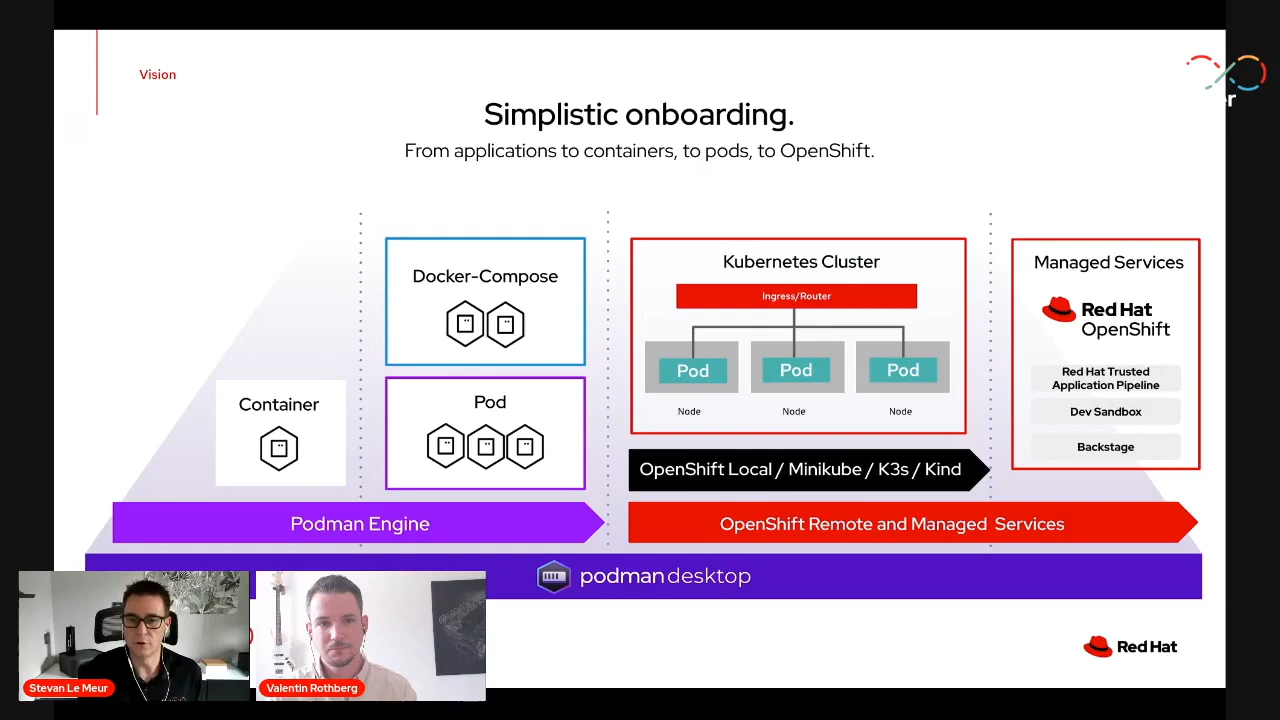 Vision
Simplistic onboarding.
From applications to containers, to pods, to OpenShift.
Container
Docker-Compose
Pod
Kubernetes Cluster
Ingress/Router
Pod
Pod
Pod
Node
Node
Node
Managed Services
Red Hat
OpenShift
Red Hat Trusted
Application Pipeline
Dev Sandbox
Backstage
OpenShift Local / Minikube / K3s / Kind
Podman Engine
OpenShift Remote and Managed Services
podman desktop
Red Hat
Stevan Le Meur
Valentin Rothberg